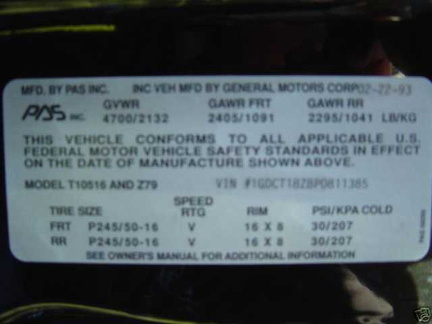 MFD. BY PAS INC. INC VEH MFD BY GENERAL MOTORS CORP 02-22-93
PAS INC. GVWR GAWR FRT GAWR RR
4700/2132 2405/1091 2295/1041 LB/KG
THIS VEHICLE CONFORMS TO ALL APPLICABLE U.S.
FEDERAL MOTOR VEHICLE SAFETY STANDARDS IN EFFECT
ON THE DATE OF MANUFACTURE SHOWN ABOVE.
MODEL T10516 AND Z79 VIN #1GDCT18Z8P0811385
TIRE SIZE SPEED RTG RIM PSI/KPA COLD
FRT P245/50-16 V 16 X 8 30/207
RR P245/50-16 V 16 X 8 30/207
SEE OWNER'S MANUAL FOR ADDITIONAL INFORMATION